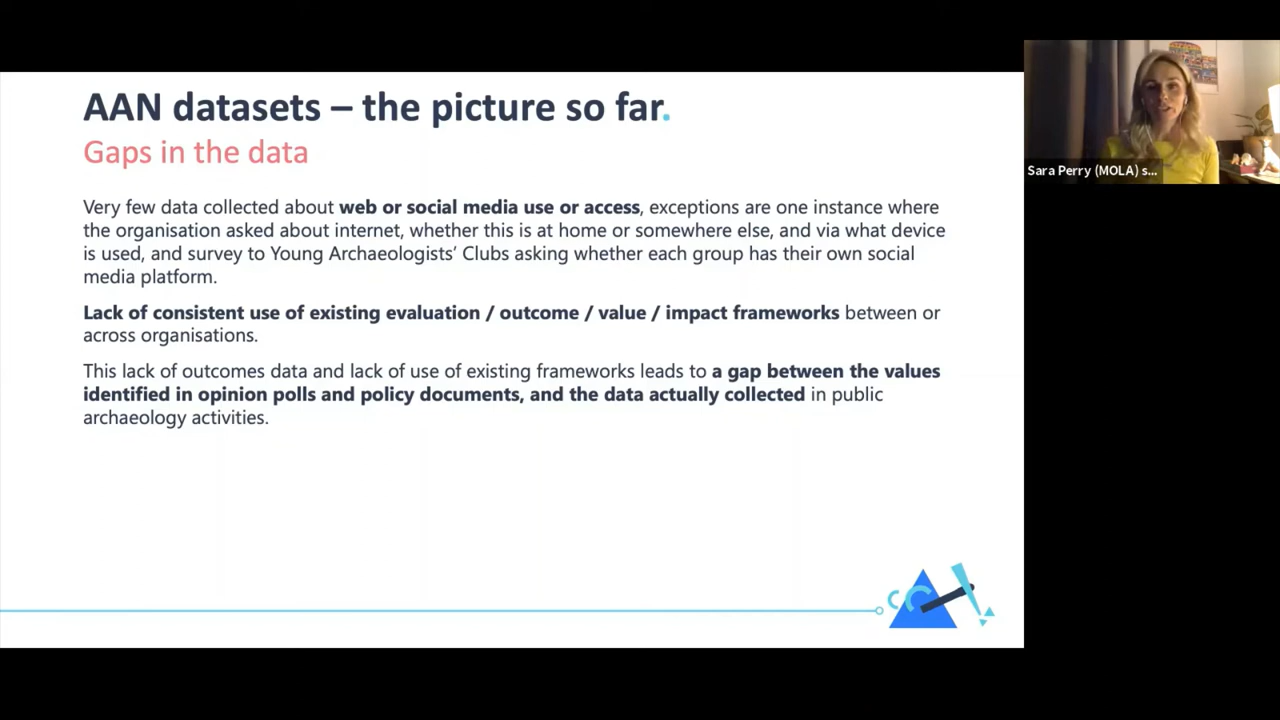 AAN datasets – the picture so far.
Gaps in the data
Very few data collected about web or social media use or access, exceptions are one instance where
the organisation asked about internet, whether this is at home or somewhere else, and via what device
is used, and survey to Young Archaeologists’ Clubs asking whether each group has their own social
media platform.
Lack of consistent use of existing evaluation / outcome / value / impact frameworks between or
across organisations.
This lack of outcomes data and lack of use of existing frameworks leads to a gap between the values
identified in opinion polls and policy documents, and the data actually collected in public
archaeology activities.
Sara Perry (MOLA) s...